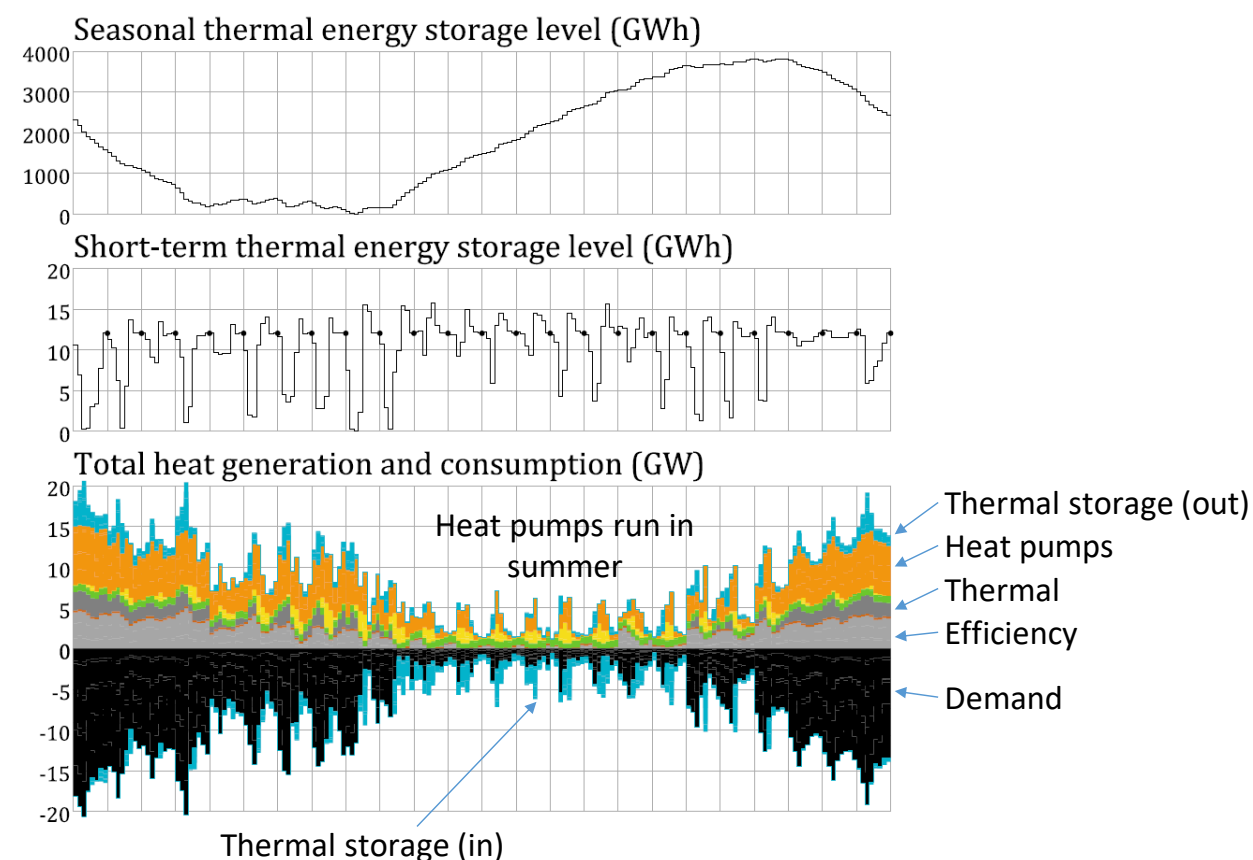 Seasonal thermal energy storage level (GWh)
4000
3000
2000
1000
0
Short-term thermal energy storage level (GWh)
20
15
10
5
0
Total heat generation and consumption (GW)
20
15
10
5
0
-5
-10
-15
-20
Heat pumps run in
summer
Thermal storage (out)
Heat pumps
Thermal
Efficiency
Demand
Thermal storage (in)